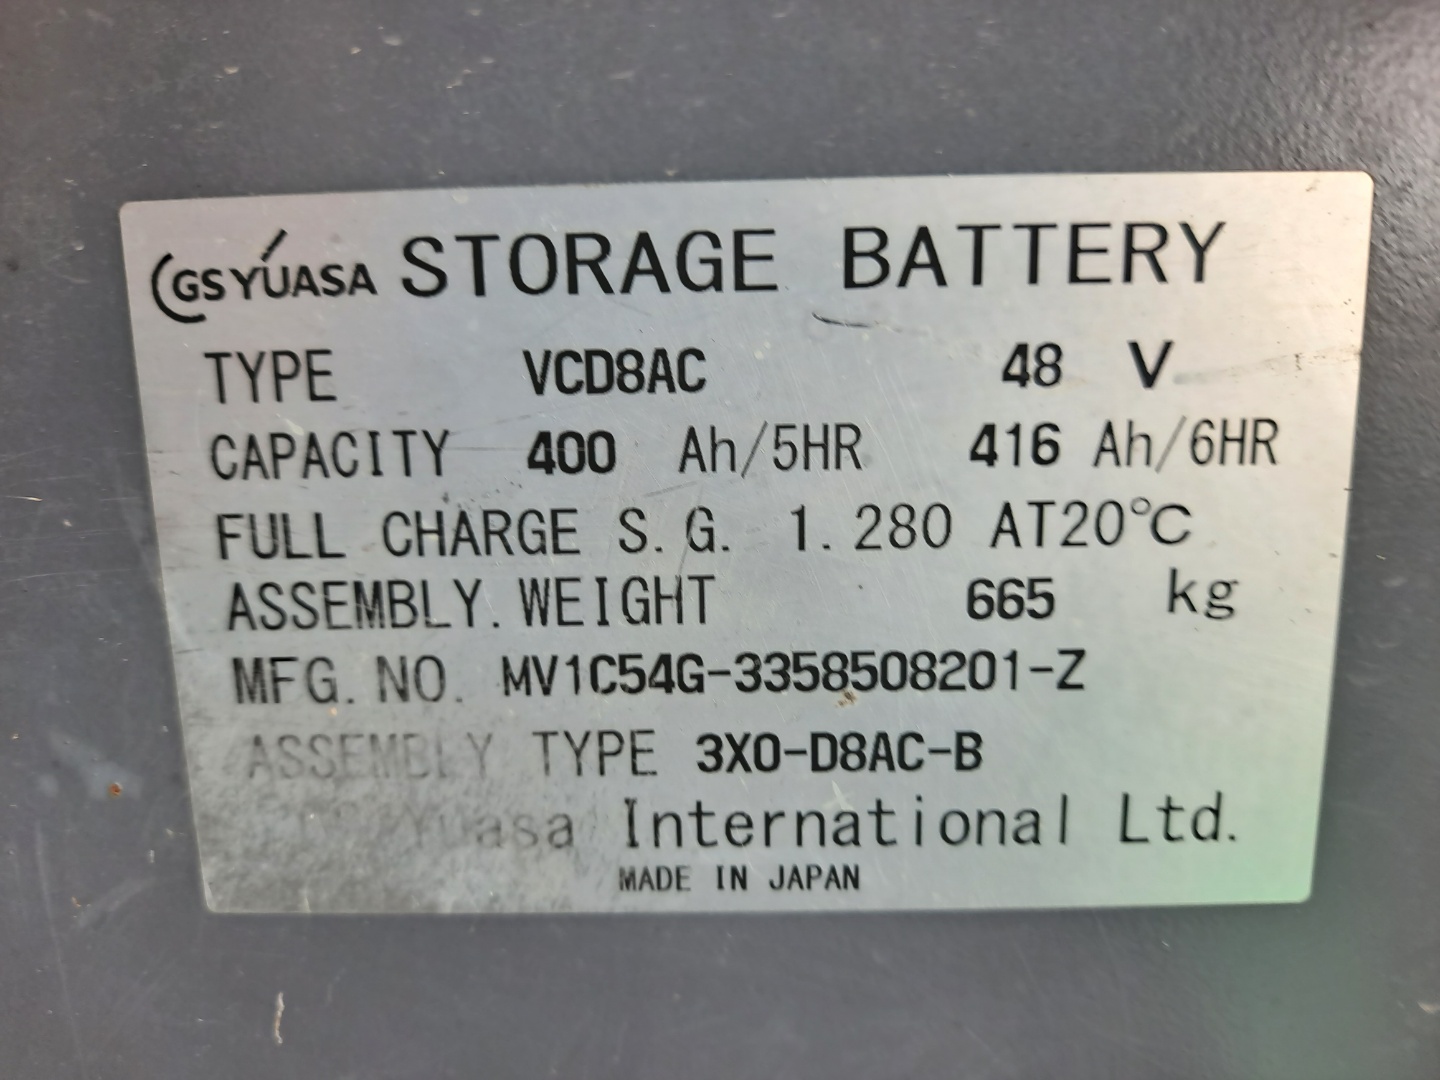 GS YUASA STORAGE BATTERY
TYPE VCD8AC 48 V
CAPACITY 400 Ah/5HR 416 Ah/6HR
FULL CHARGE S.G. 1.280 AT20°C
ASSEMBLY.WEIGHT 665 kg
MFG.NO. MV1C54G-3358508201-Z
ASSEMBLY TYPE 3X0-D8AC-B
Yuasa International Ltd.
MADE IN JAPAN